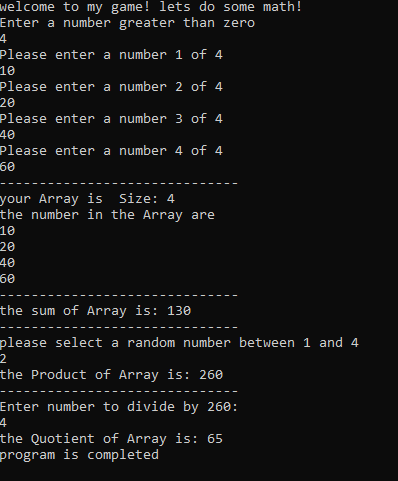 welcome to my game! lets do some math!
Enter a number greater than zero
4
Please enter a number 1 of 4
10
Please enter a number 2 of 4
20
Please enter a number 3 of 4
40
Please enter a number 4 of 4
60
------------------------------
your Array is  Size: 4
the number in the Array are
10
20
40
60
------------------------------
the sum of Array is: 130
------------------------------
please select a random number between 1 and 4
2
the Product of Array is: 260
------------------------------
Enter number to divide by 260:
4
the Quotient of Array is: 65
program is completed